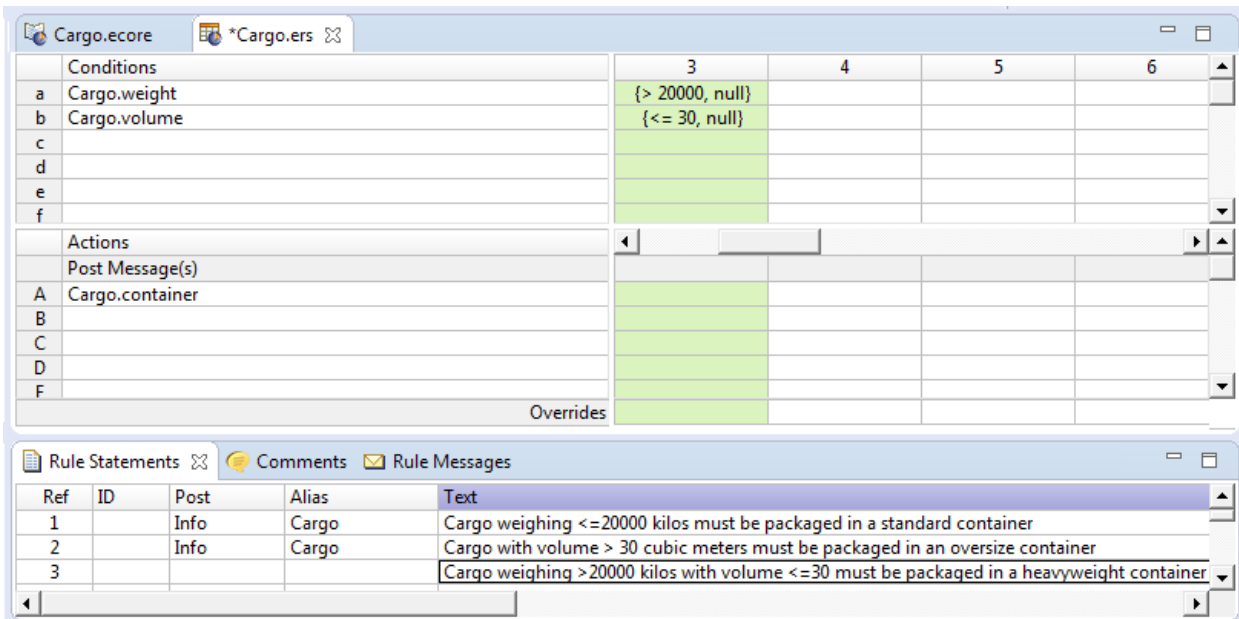 Cargo.ecore *Cargo.ers
Conditions 3 4 5 6
a Cargo.weight {> 20000, null}
b Cargo.volume {<= 30, null}
c
d
e
f
Actions
Post Message(s)
A Cargo.container
B
C
D
E
Overrides
Rule Statements Comments Rule Messages
Ref ID Post Alias Text
1 Info Cargo Cargo weighing <=20000 kilos must be packaged in a standard container
2 Info Cargo Cargo with volume > 30 cubic meters must be packaged in an oversize container
3 Cargo weighing >20000 kilos with volume <=30 must be packaged in a heavyweight container